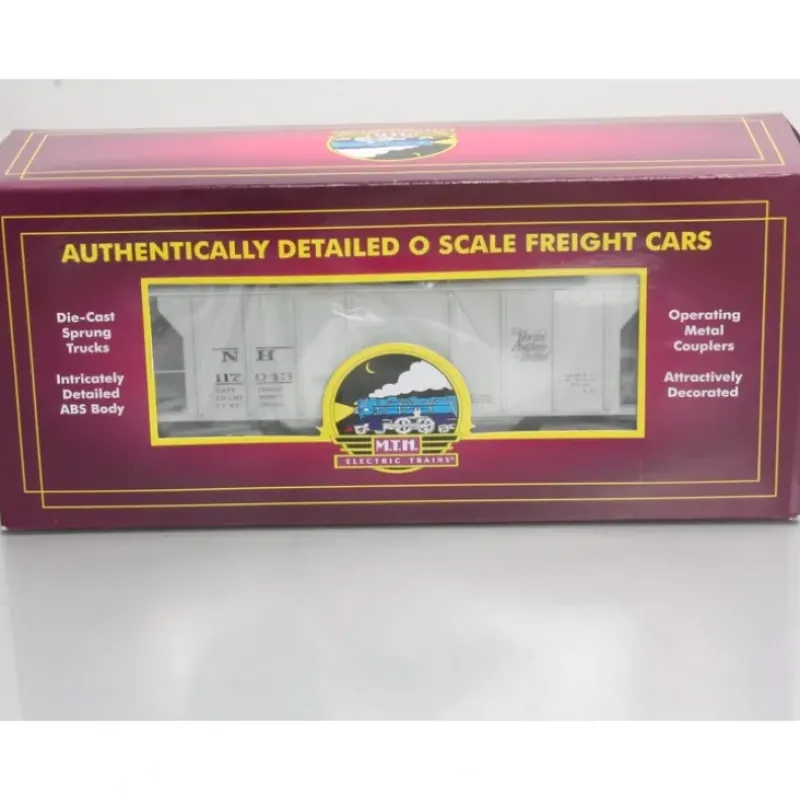 AUTHENTICALLY DETAILED O SCALE FREIGHT CARS
Die-Cast
Sprung
Trucks
Intricately
Detailed
ABS Body
N H
117043
M.T.H.
ELECTRIC TRAINS
Operating
Metal
Couplers
Attractively
Decorated